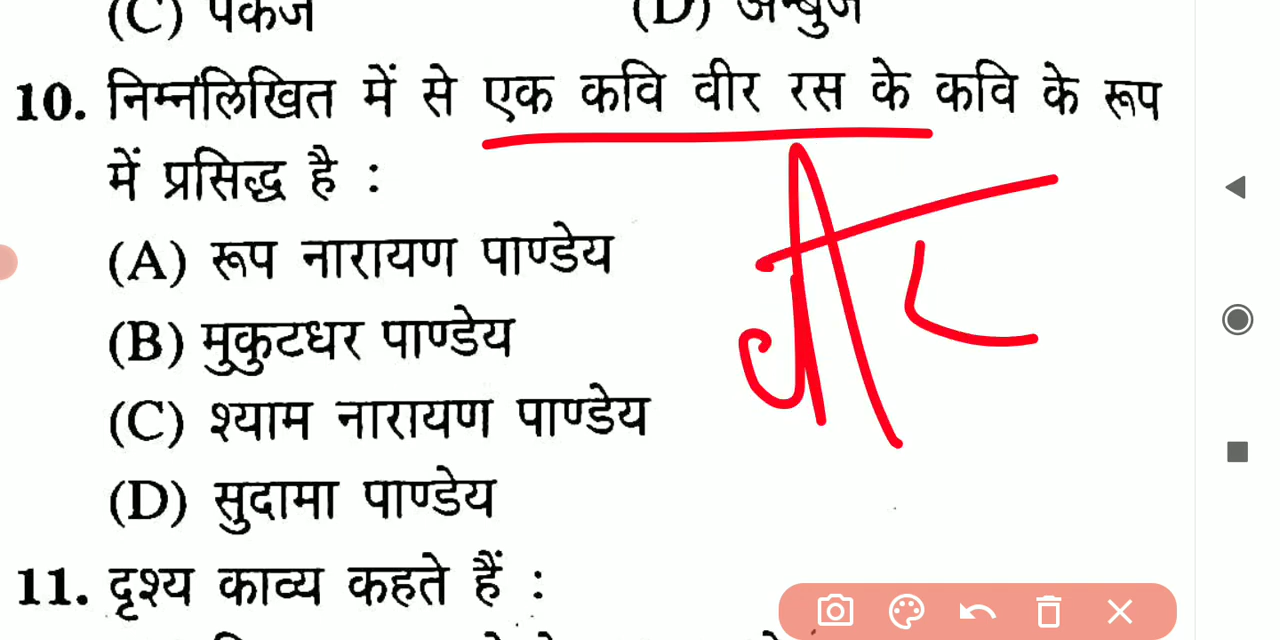 (C) पंकज (D) अम्बुज
10. निम्नलिखित में से एक कवि वीर रस के कवि के रूप
में प्रसिद्ध है :
(A) रूप नारायण पाण्डेय
(B) मुकुटधर पाण्डेय
(C) श्याम नारायण पाण्डेय
(D) सुदामा पाण्डेय
वीर
11. दृश्य काव्य कहते हैं :